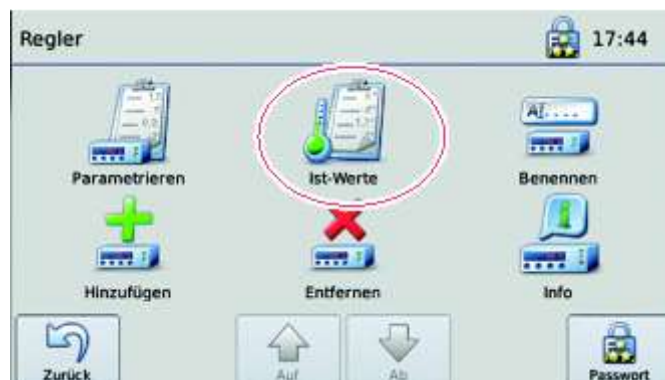 Regler
17:44
Parametrieren
Ist-Werte
Benennen
Hinzufügen
Entfernen
Info
Zurück
Auf
Ab
Passwort